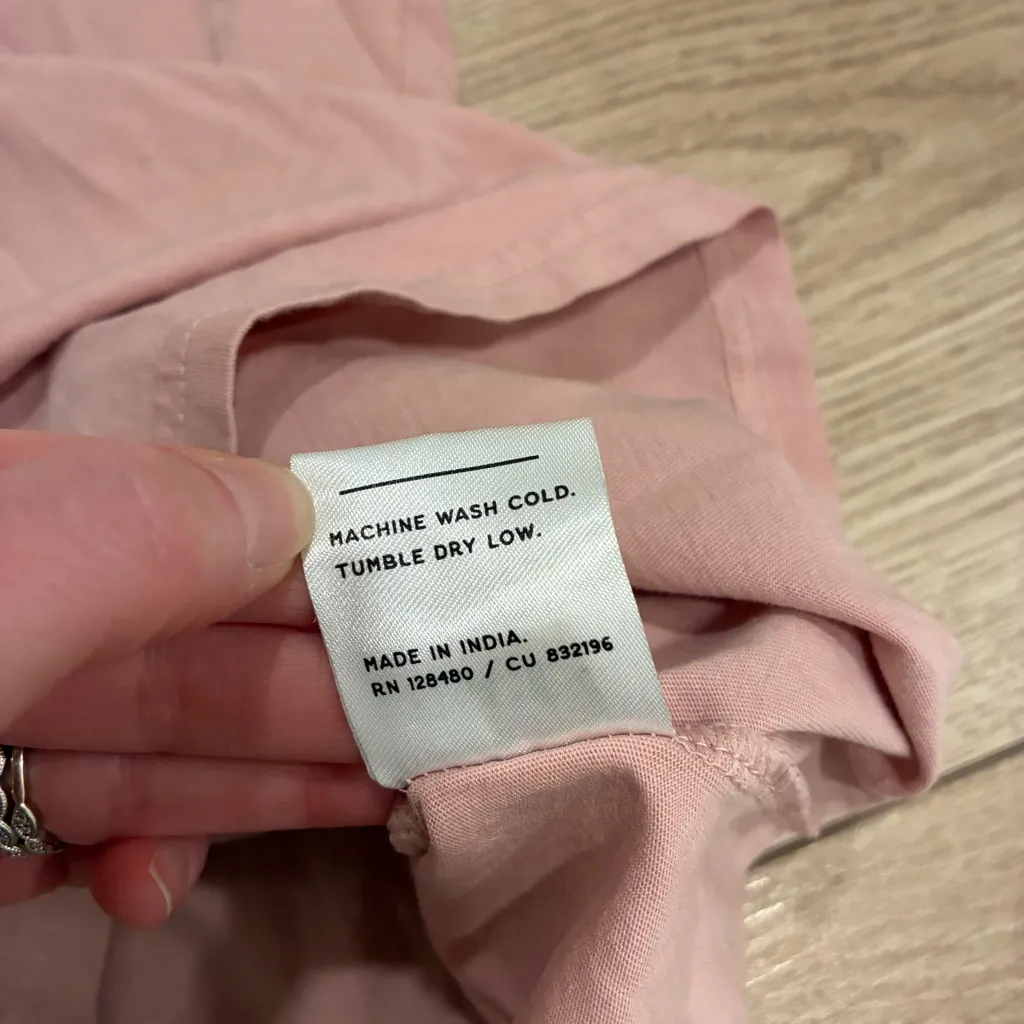 MACHINE WASH COLD.
TUMBLE DRY LOW.
MADE IN INDIA.
RN 128480 / CU 832196